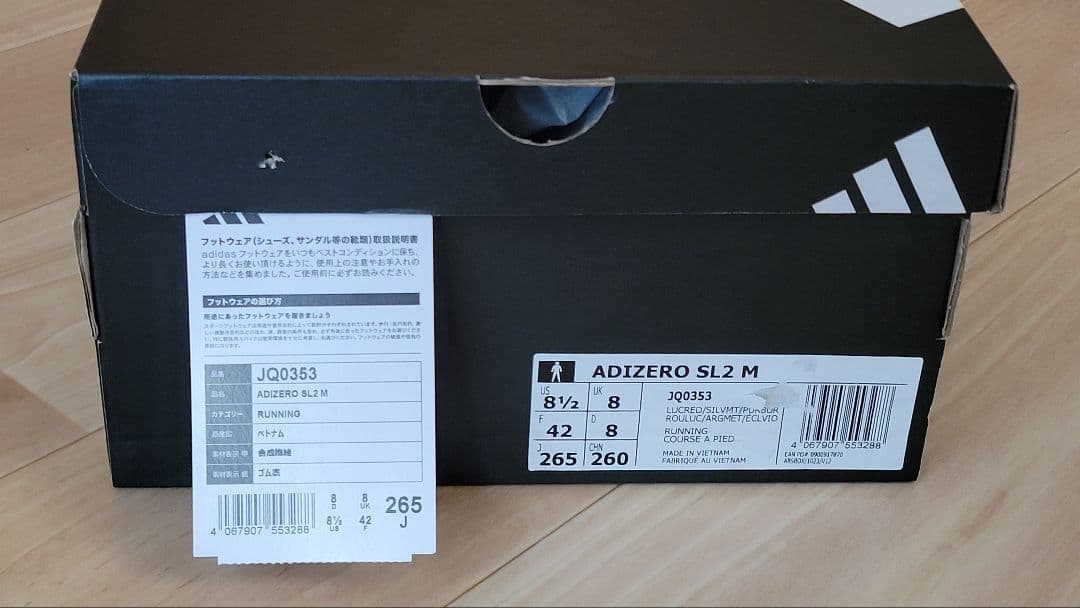 フットウェア(シューズ、サンダル等の靴類)取扱説明書
adidas フットウェアをいつもベストコンディションに保ち、
より長くお使い頂けるように、使用上の注意やお手入れの
方法などを集めました。ご使用前に必ずお読みください。
フットウェアの選び方
用途にあったフットウェアを履きましょう
品番 JQ0353
品名 ADIZERO SL2 M
カテゴリー RUNNING
原産国 ベトナム
素材表示 甲 合成繊維
素材表示 底 ゴム底
4 067907 553288
8 D
8 UK
8½ US
42 F
265 J
ADIZERO SL2 M
US 8½
UK 8
F 42
D 8
J 265
CHN 260
JQ0353
LUCRED/SILVMT/PURBUR
ROULUC/ARGMET/ECLVIO
RUNNING
COURSE A PIED
MADE IN VIETNAM
FABRIQUÉ AU VIETNAM
4 067907 553288
EAN PO# 0900917870